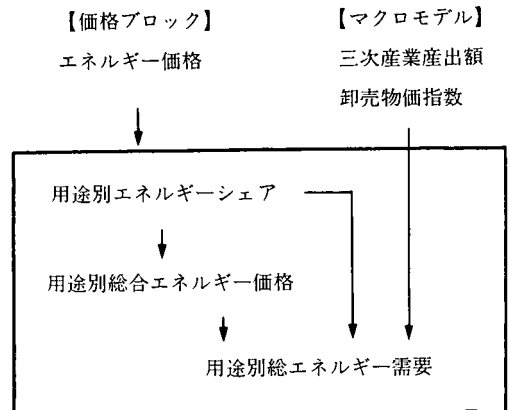 【価格ブロック】
エネルギー価格
【マクロモデル】
三次産業産出額
卸売物価指数
用途別エネルギーシェア
用途別総合エネルギー価格
用途別総エネルギー需要